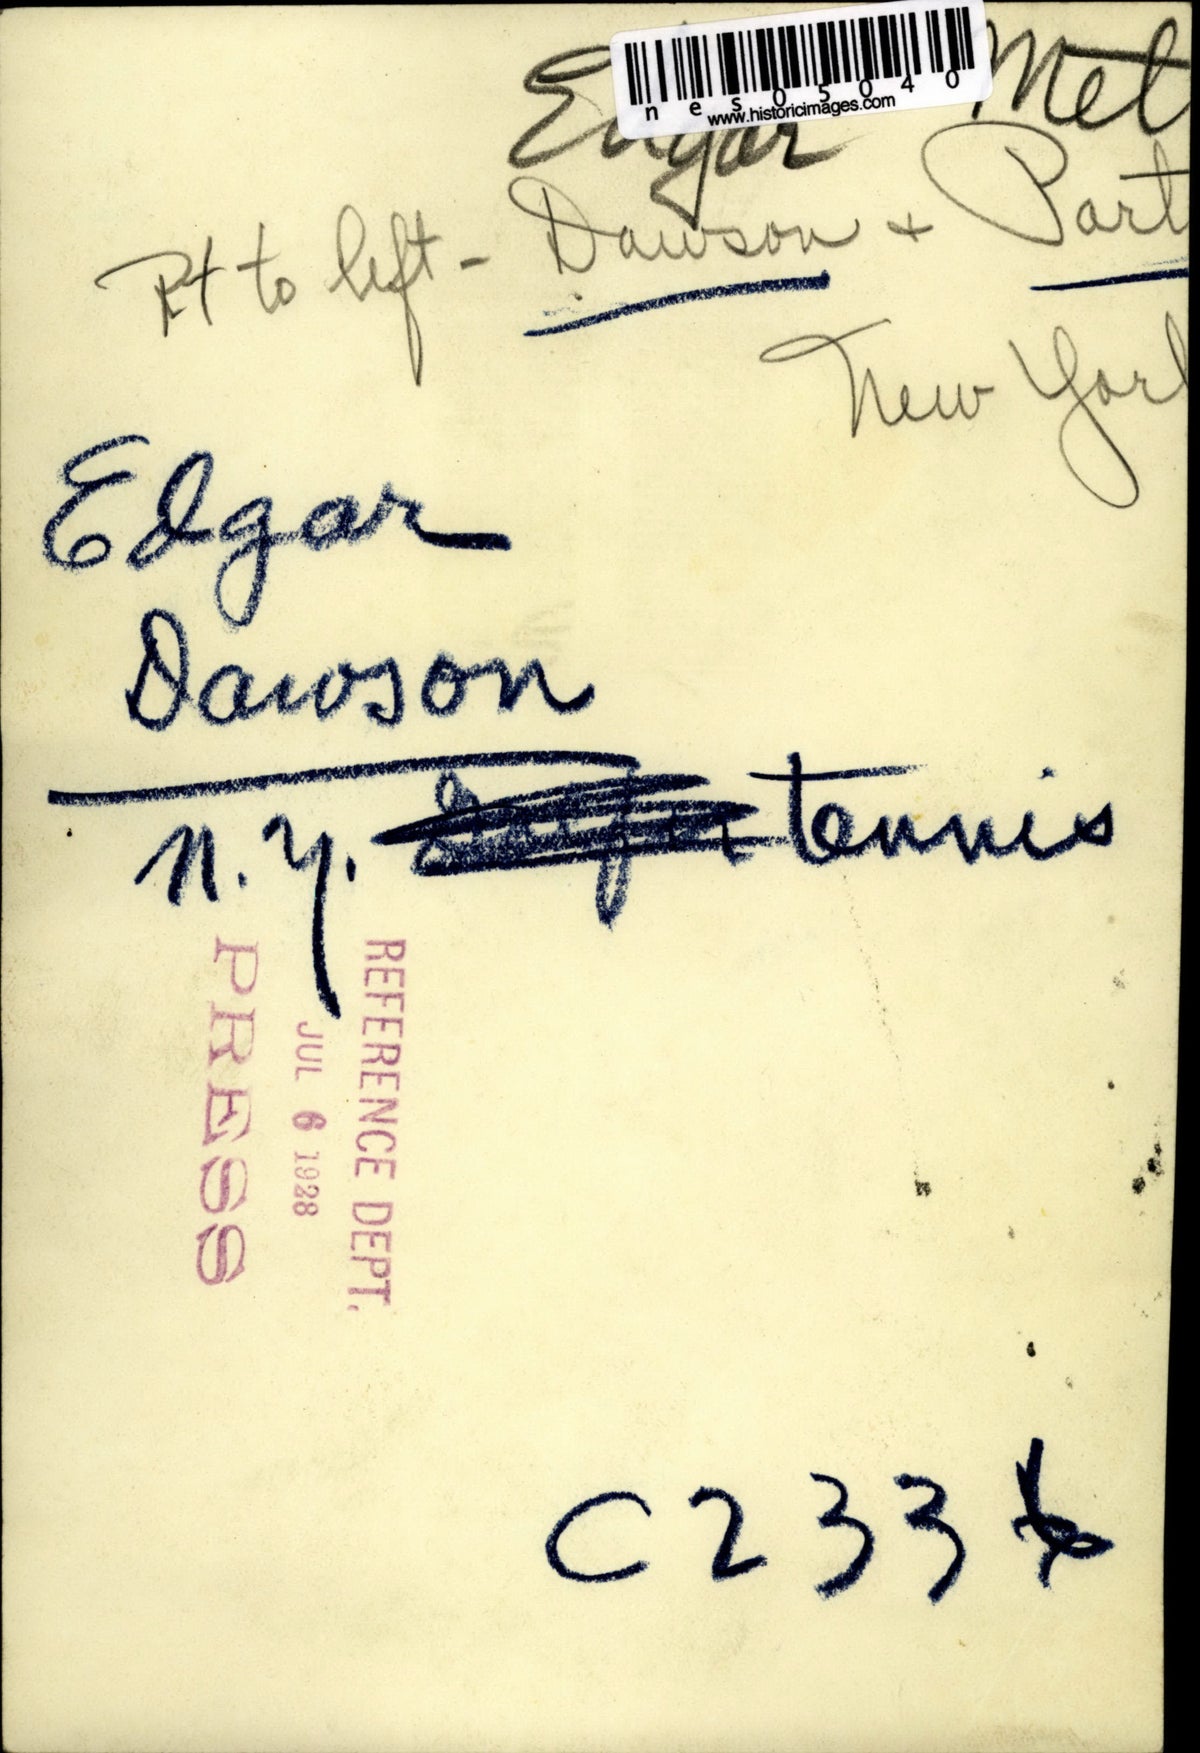 nes05040
www.historicimages.com
Edgar Met
Rt to left - Dawson + Part
New York
Edgar
Dawson
N.Y. tennis
REFERENCE DEPT.
JUL 6 1928
PRESS
C233